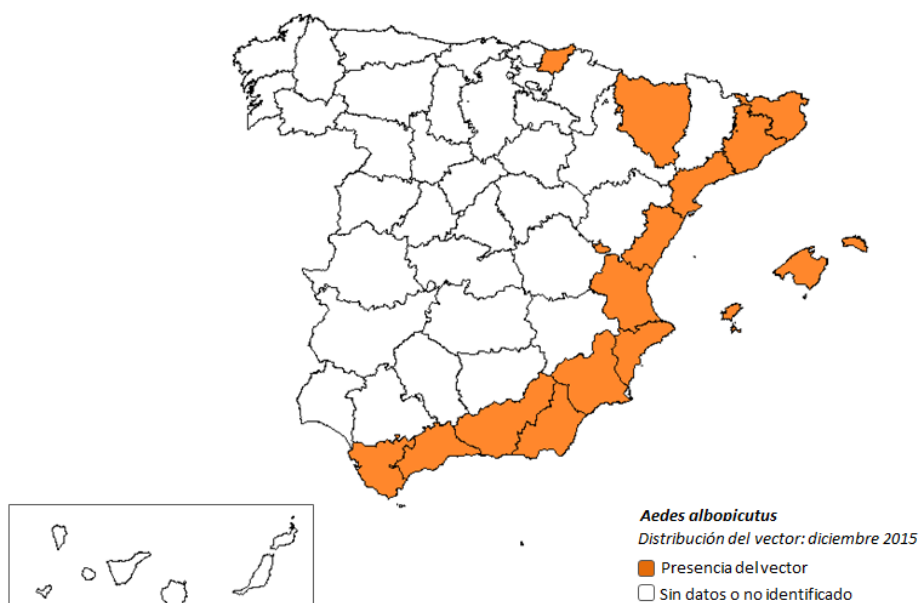 Aedes albopicutus
Distribución del vector: diciembre 2015
Presencia del vector
Sin datos o no identificado